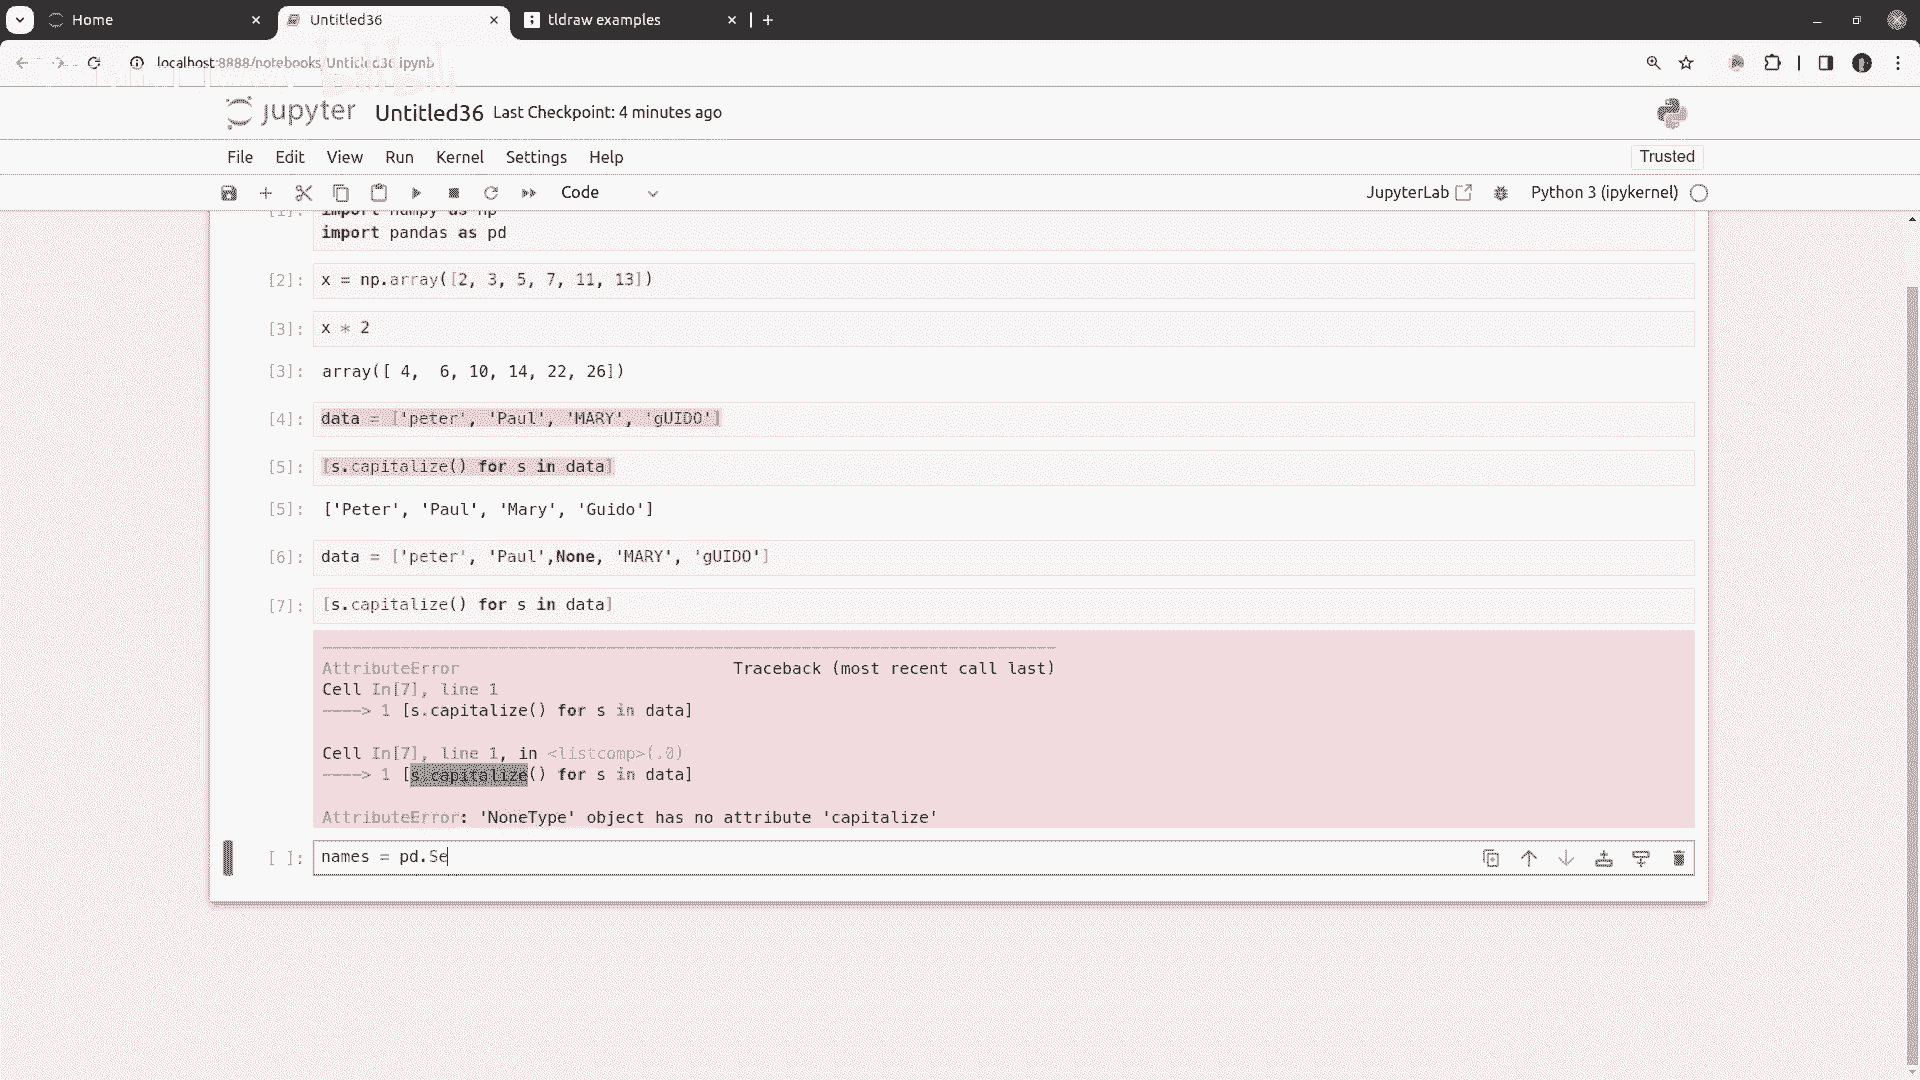 Home
Untitled36
tldraw examples
localhost:8888/notebooks/Untitled36.ipynb
jupyter
Untitled36 Last Checkpoint: 4 minutes ago
File Edit View Run Kernel Settings Help
Trusted
Code
JupyterLab
Python 3 (ipykernel)
[1]: import numpy as np
import pandas as pd
[2]: x = np.array([2, 3, 5, 7, 11, 13])
[3]: x * 2
[3]: array([ 4,  6, 10, 14, 22, 26])
[4]: data = ['peter', 'Paul', 'MARY', 'gUIDO']
[5]: [s.capitalize() for s in data]
[5]: ['Peter', 'Paul', 'Mary', 'Guido']
[6]: data = ['peter', 'Paul',None, 'MARY', 'gUIDO']
[7]: [s.capitalize() for s in data]
---------------------------------------------------------------------------
AttributeError Traceback (most recent call last)
Cell In[7], line 1
----> 1 [s.capitalize() for s in data]
Cell In[7], line 1, in <listcomp>(.0)
----> 1 [s.capitalize() for s in data]
AttributeError: 'NoneType' object has no attribute 'capitalize'
[ ]: names = pd.Se